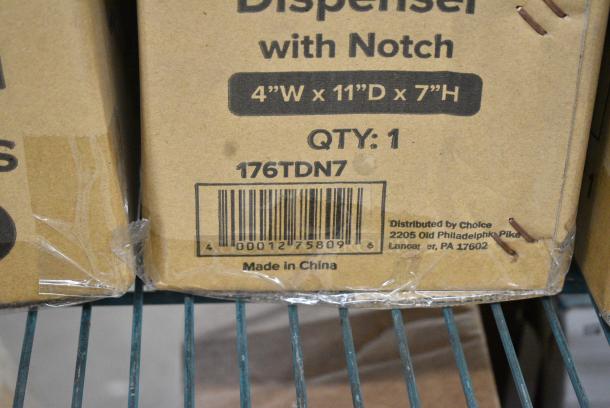 Dispenser
with Notch
4"W x 11"D x 7"H
QTY: 1
176TDN7
4 00012 75809 6
Distributed by Choice
2205 Old Philadelphia Pike
Lancaster, PA 17602
Made in China
s